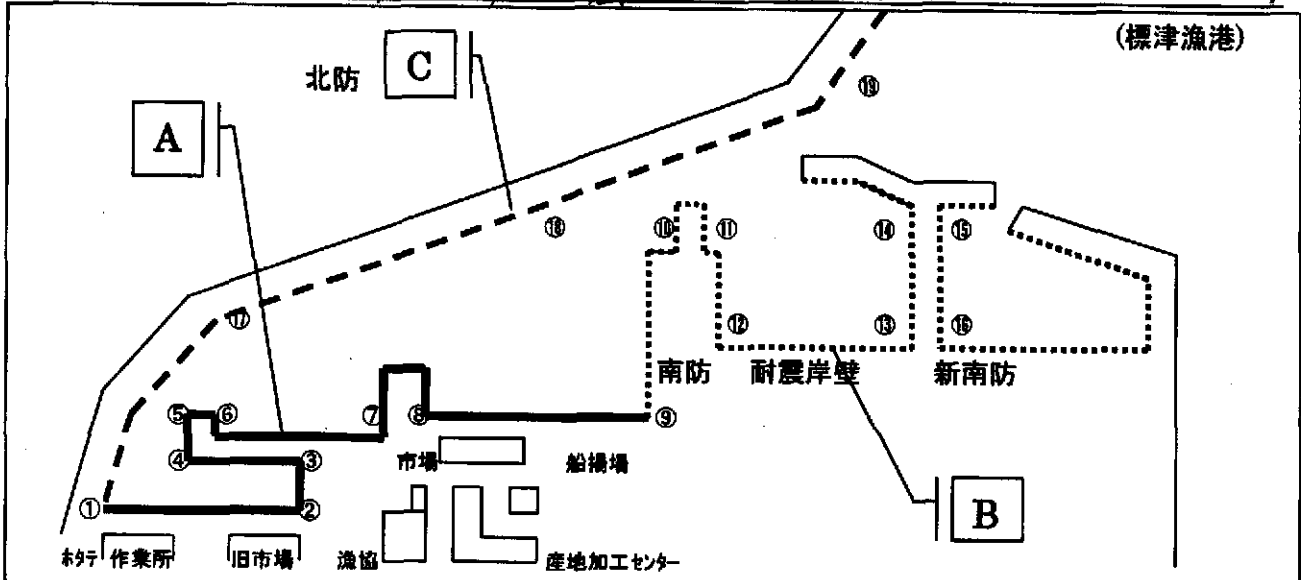 (標津漁港)
北防
C
A
⑲
⑱
⑩
⑪
⑭
⑮
⑰
⑫
⑬
⑯
南防
耐震岸壁
新南防
⑤
⑥
⑦
⑧
⑨
④
③
市場
船揚場
①
②
B
ホタテ 作業所
旧市場
漁協
産地加工センター